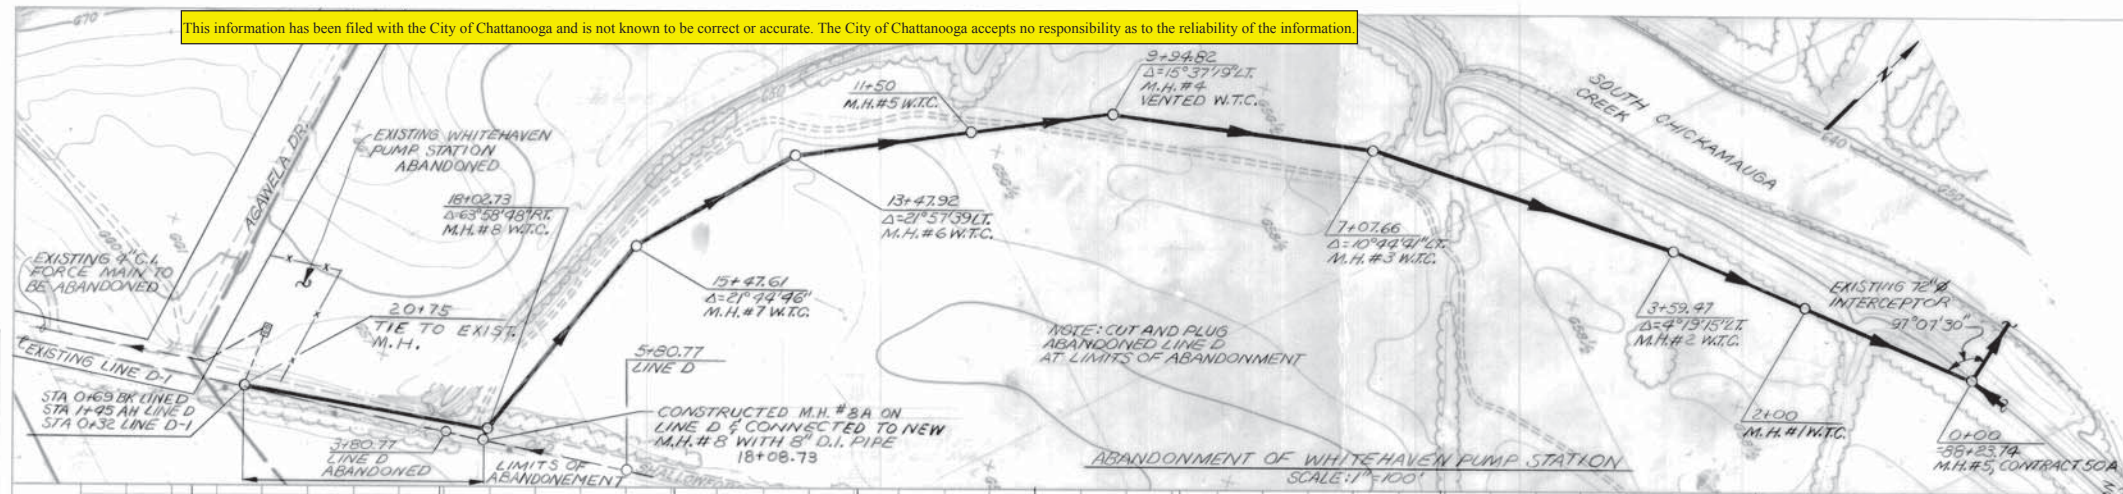 This information has been filed with the City of Chattanooga and is not known to be correct or accurate. The City of Chattanooga accepts no responsibility as to the reliability of the information.
G70
AGAWELA DR.
EXISTING WHITEHAVEN
PUMP STATION
ABANDONED
EXISTING 4" C.I.
FORCE MAIN TO
BE ABANDONED
EXISTING LINE D-1
STA 0+69 BK LINE D
STA 1+45 AH LINE D
STA 0+32 LINE D-1
20+75
TIE TO EXIST.
M.H.
18+02.73
Δ=63°58'48"RT.
M.H.#8 W.T.C.
3+80.77
LINE D
ABANDONED
LIMITS OF
ABANDONEMENT
5+80.77
LINE D
CONSTRUCTED M.H. #8A ON
LINE D & CONNECTED TO NEW
M.H.#8 WITH 8" D.I. PIPE
18+08.73
15+47.61
Δ=21°44'46"
M.H.#7 W.T.C.
G50
13+47.92
Δ=21°57'39LT.
M.H.#6 W.T.C.
11+50
M.H.#5 W.T.C.
9+94.82
Δ=15°37'19"LT.
M.H.#4
VENTED W.T.C.
NOTE: CUT AND PLUG
ABANDONED LINE D
AT LIMITS OF ABANDONMENT
7+07.66
Δ=10°44'41"LT.
M.H.#3 W.T.C.
SOUTH CHICKAMAUGA
CREEK
N
G40
G50
3+59.47
Δ=4°19'15"LT.
M.H.#2 W.T.C.
EXISTING 72"Ø
INTERCEPTOR
97°07'30"
2+00
M.H.#1 W.T.C.
0+00
=88+23.74
M.H.#5, CONTRACT 50A
ABANDONMENT OF WHITEHAVEN PUMP STATION
SCALE: 1"=100'